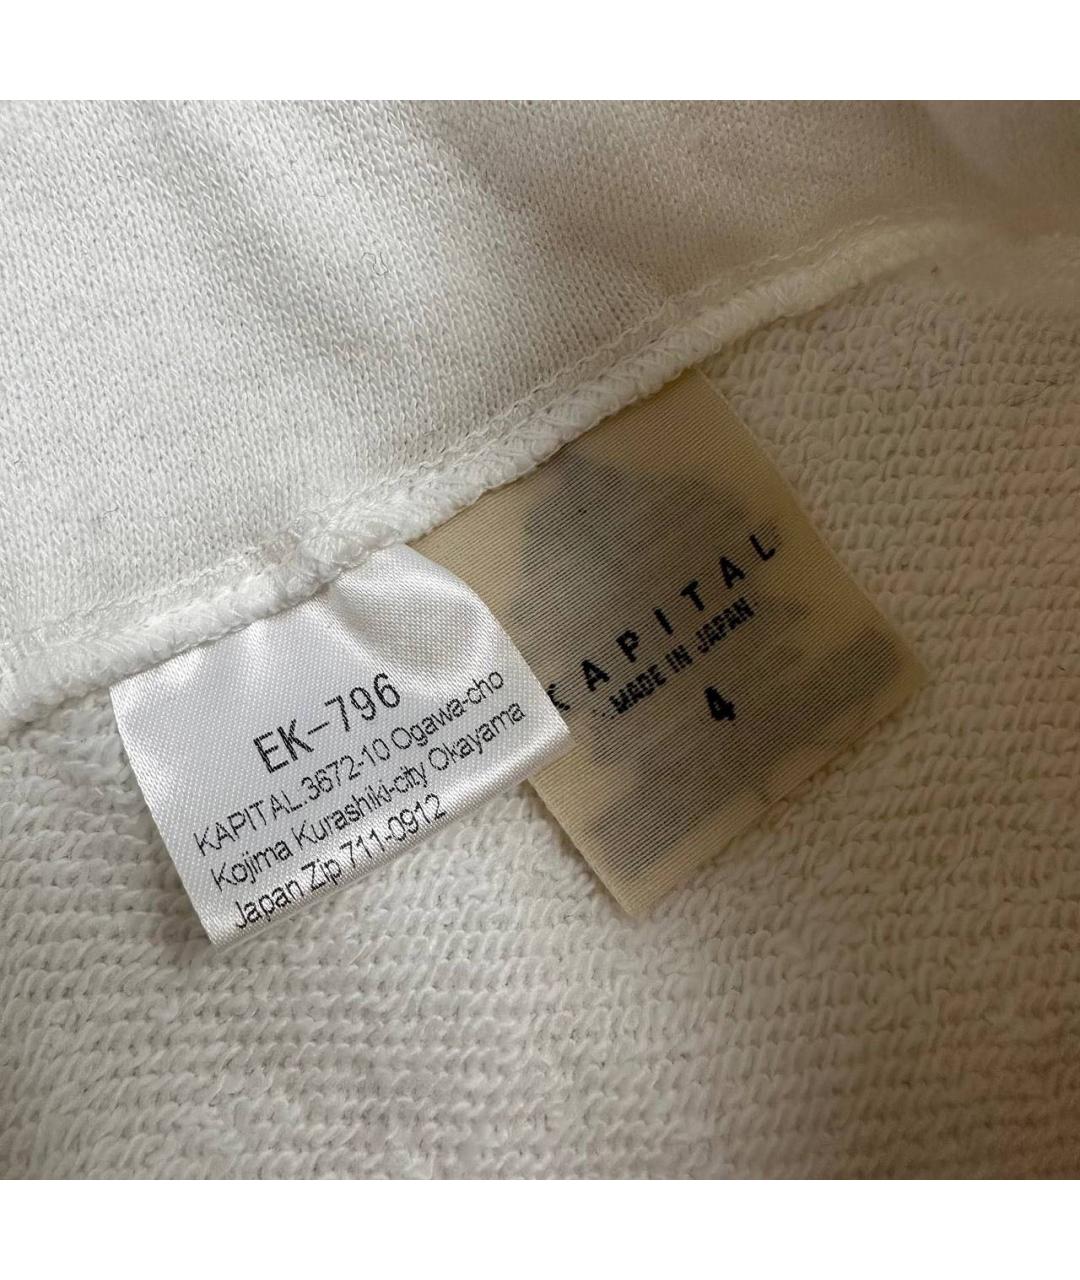 EK-796
KAPITAL.3672-10 Ogawa-cho
Kojima Kurashiki-city Okayama
Japan Zip 711-0912
KAPITAL
MADE IN JAPAN
4